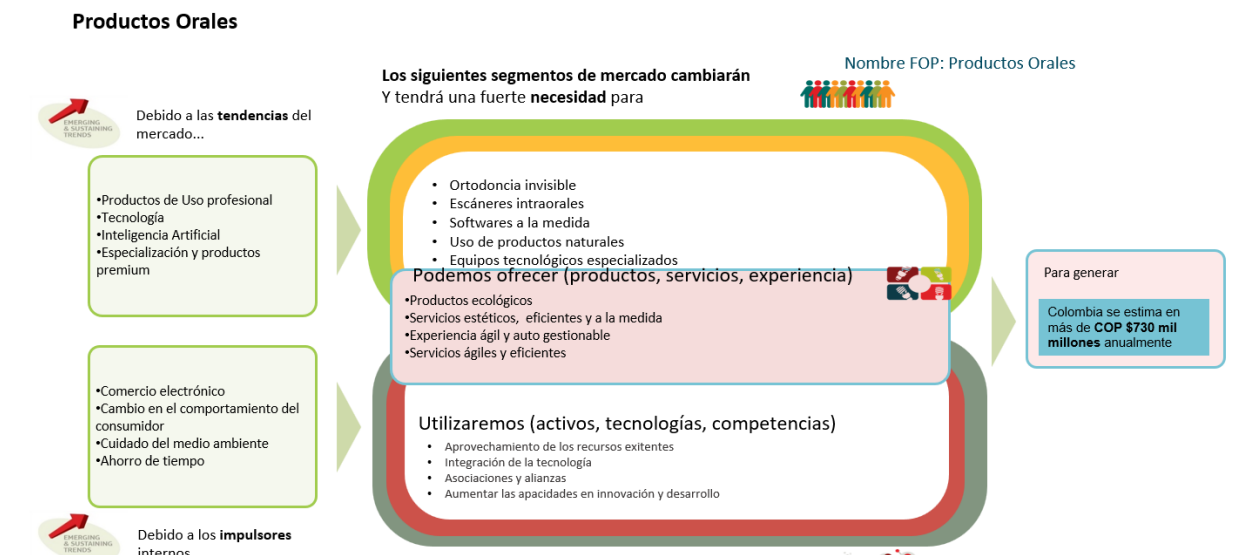 Productos Orales
Nombre FOP: Productos Orales
Los siguientes segmentos de mercado cambiarán
Y tendrá una fuerte necesidad para
EMERGING
& SUSTAINING
TRENDS
Debido a las tendencias del
mercado...
•Productos de Uso profesional
•Tecnología
•Inteligencia Artificial
•Especialización y productos
premium
• Ortodoncia invisible
• Escáneres intraorales
• Softwares a la medida
• Uso de productos naturales
• Equipos tecnológicos especializados
Podemos ofrecer (productos, servicios, experiencia)
•Productos ecológicos
•Servicios estéticos, eficientes y a la medida
•Experiencia ágil y auto gestionable
•Servicios ágiles y eficientes
Para generar
Colombia se estima en
más de COP $730 mil
millones anualmente
•Comercio electrónico
•Cambio en el comportamiento del
consumidor
•Cuidado del medio ambiente
•Ahorro de tiempo
Utilizaremos (activos, tecnologías, competencias)
• Aprovechamiento de los recursos exitentes
• Integración de la tecnología
• Asociaciones y alianzas
• Aumentar las apacidades en innovación y desarrollo
EMERGING
& SUSTAINING
TRENDS
Debido a los impulsores
internos